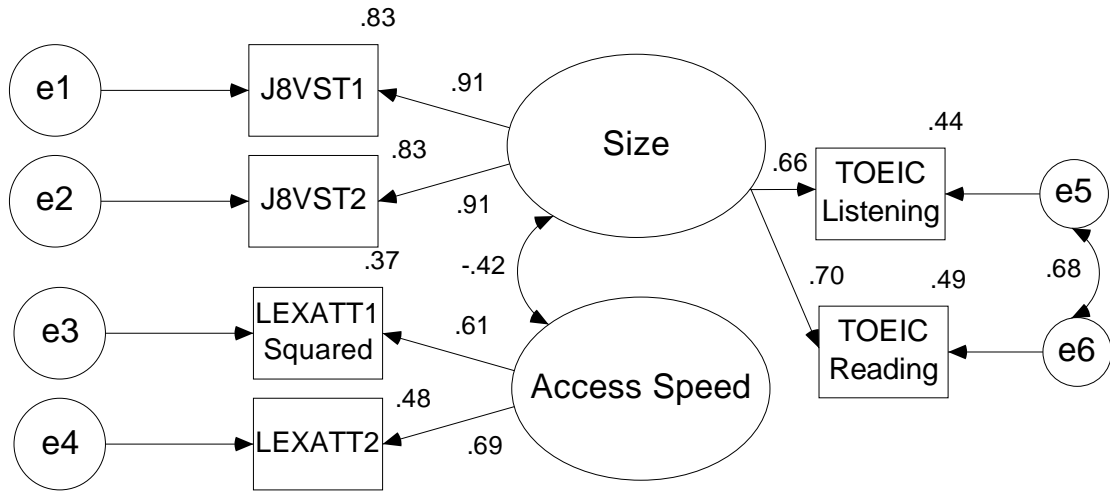 .83
e1
J8VST1
.91
Size
.83
e2
J8VST2
.91
.44
.66
TOEIC
Listening
e5
-.42
.68
.37
e3
LEXATT1
Squared
.61
.70
.49
TOEIC
Reading
e6
Access Speed
.48
e4
LEXATT2
.69